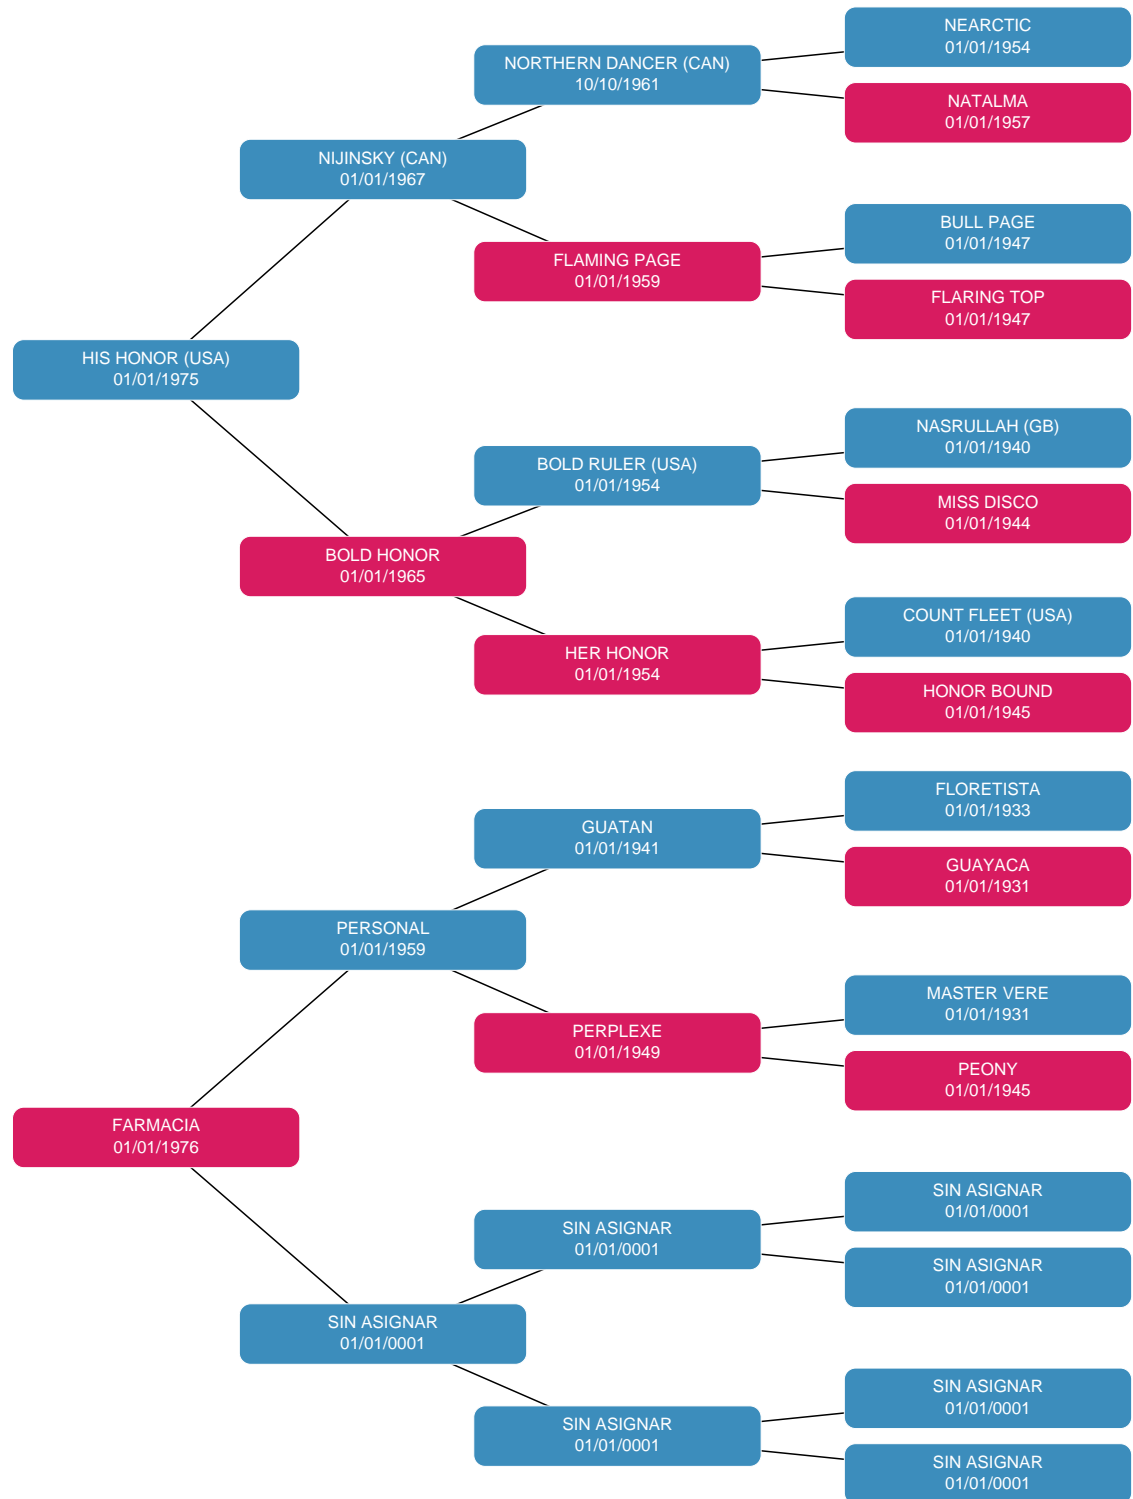 NEARCTIC
01/01/1954
NORTHERN DANCER (CAN)
10/10/1961
NATALMA
01/01/1957
NIJINSKY (CAN)
01/01/1967
BULL PAGE
01/01/1947
FLAMING PAGE
01/01/1959
FLARING TOP
01/01/1947
HIS HONOR (USA)
01/01/1975
NASRULLAH (GB)
01/01/1940
BOLD RULER (USA)
01/01/1954
MISS DISCO
01/01/1944
BOLD HONOR
01/01/1965
COUNT FLEET (USA)
01/01/1940
HER HONOR
01/01/1954
HONOR BOUND
01/01/1945
FLORETISTA
01/01/1933
GUATAN
01/01/1941
GUAYACA
01/01/1931
PERSONAL
01/01/1959
MASTER VERE
01/01/1931
PERPLEXE
01/01/1949
PEONY
01/01/1945
FARMACIA
01/01/1976
SIN ASIGNAR
01/01/0001
SIN ASIGNAR
01/01/0001
SIN ASIGNAR
01/01/0001
SIN ASIGNAR
01/01/0001
SIN ASIGNAR
01/01/0001
SIN ASIGNAR
01/01/0001
SIN ASIGNAR
01/01/0001